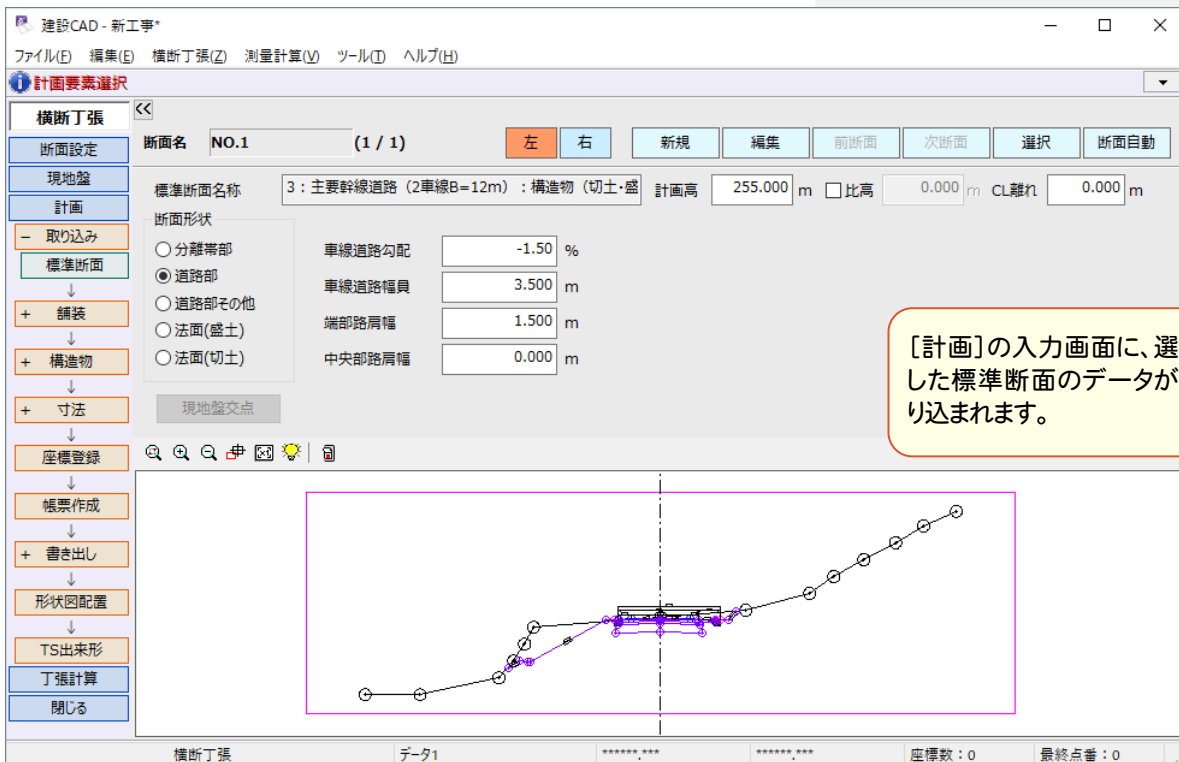 建設CAD - 新工事*
ファイル(F) 編集(E) 横断丁張(Z) 測量計算(V) ツール(T) ヘルプ(H)
計画要素選択
横断丁張
断面設定
現地盤
計画
− 取り込み
標準断面
↓
+ 舗装
↓
+ 構造物
↓
+ 寸法
↓
座標登録
↓
帳票作成
↓
+ 書き出し
↓
形状図配置
↓
TS出来形
丁張計算
閉じる
<<
断面名 NO.1 (1 / 1) 左 右 新規 編集 前断面 次断面 選択 断面自動
標準断面名称 3:主要幹線道路(2車線B=12m):構造物(切土・盛 計画高 255.000 m 比高 0.000 m CL離れ 0.000 m
断面形状
分離帯部
道路部
道路部その他
法面(盛土)
法面(切土)
車線道路勾配 -1.50 %
車線道路幅員 3.500 m
端部路肩幅 1.500 m
中央部路肩幅 0.000 m
現地盤交点
[計画]の入力画面に、選
した標準断面のデータが
り込まれます。
横断丁張 データ1 ******.*** ******.*** 座標数:0 最終点番:0